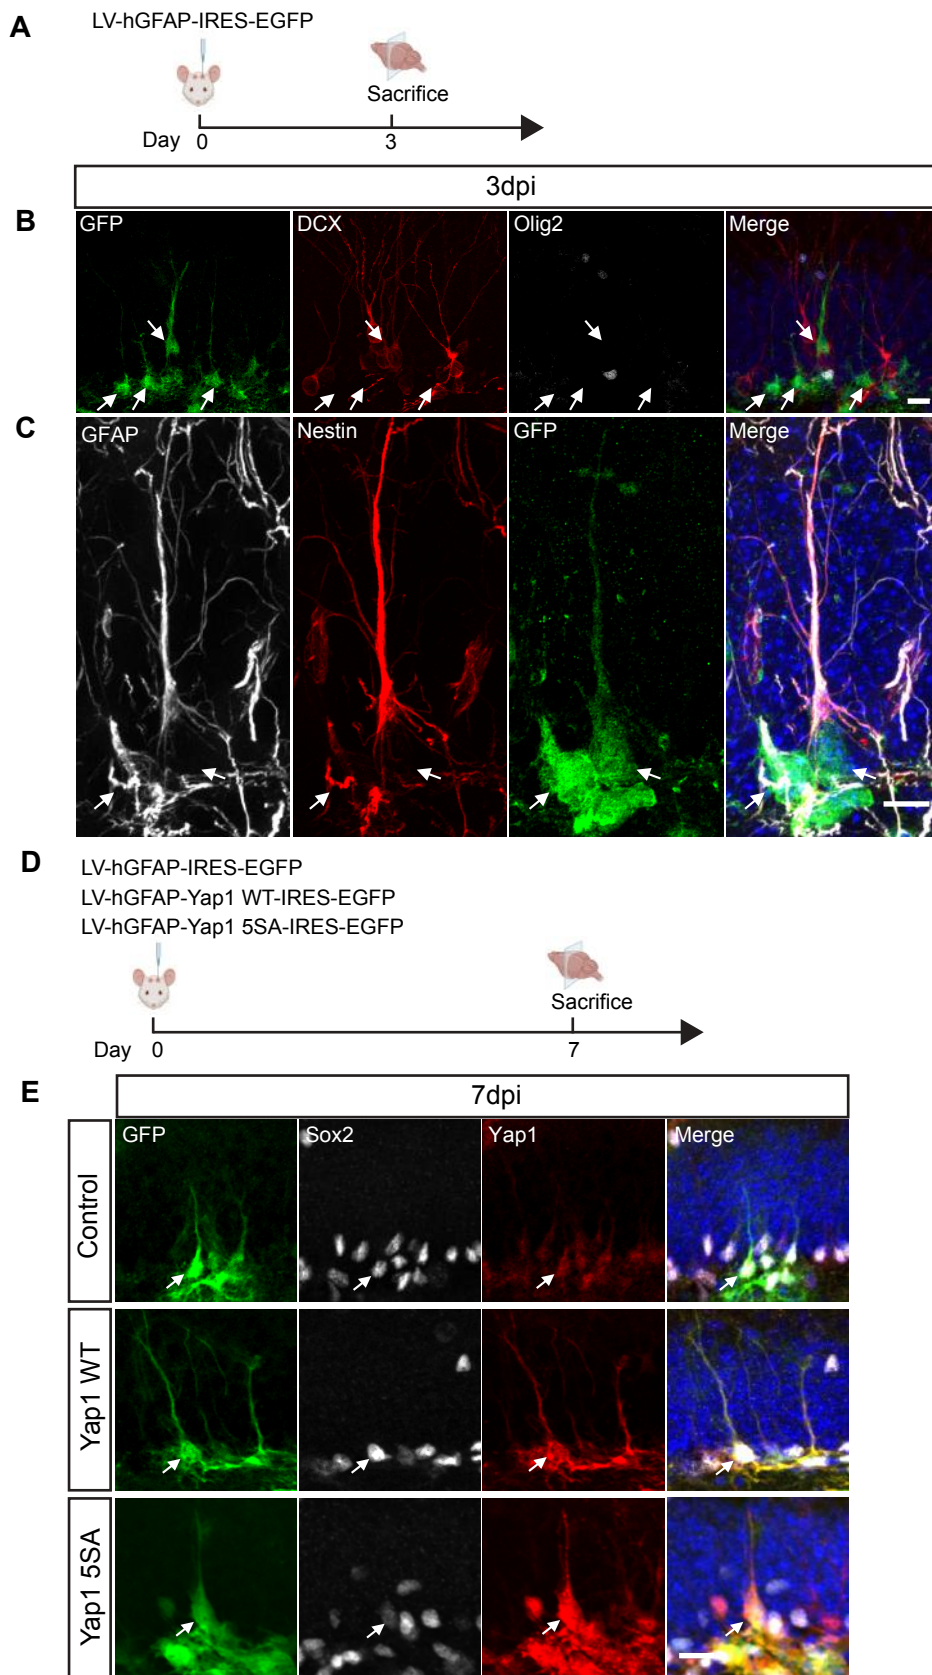 A
LV-hGFAP-IRES-EGFP
Sacrifice
Day 0 3
3dpi
B
GFP DCX Olig2 Merge
C
GFAP Nestin GFP Merge
D
LV-hGFAP-IRES-EGFP
LV-hGFAP-Yap1 WT-IRES-EGFP
LV-hGFAP-Yap1 5SA-IRES-EGFP
Sacrifice
Day 0 7
E
7dpi
GFP Sox2 Yap1 Merge
Control
Yap1 WT
Yap1 5SA